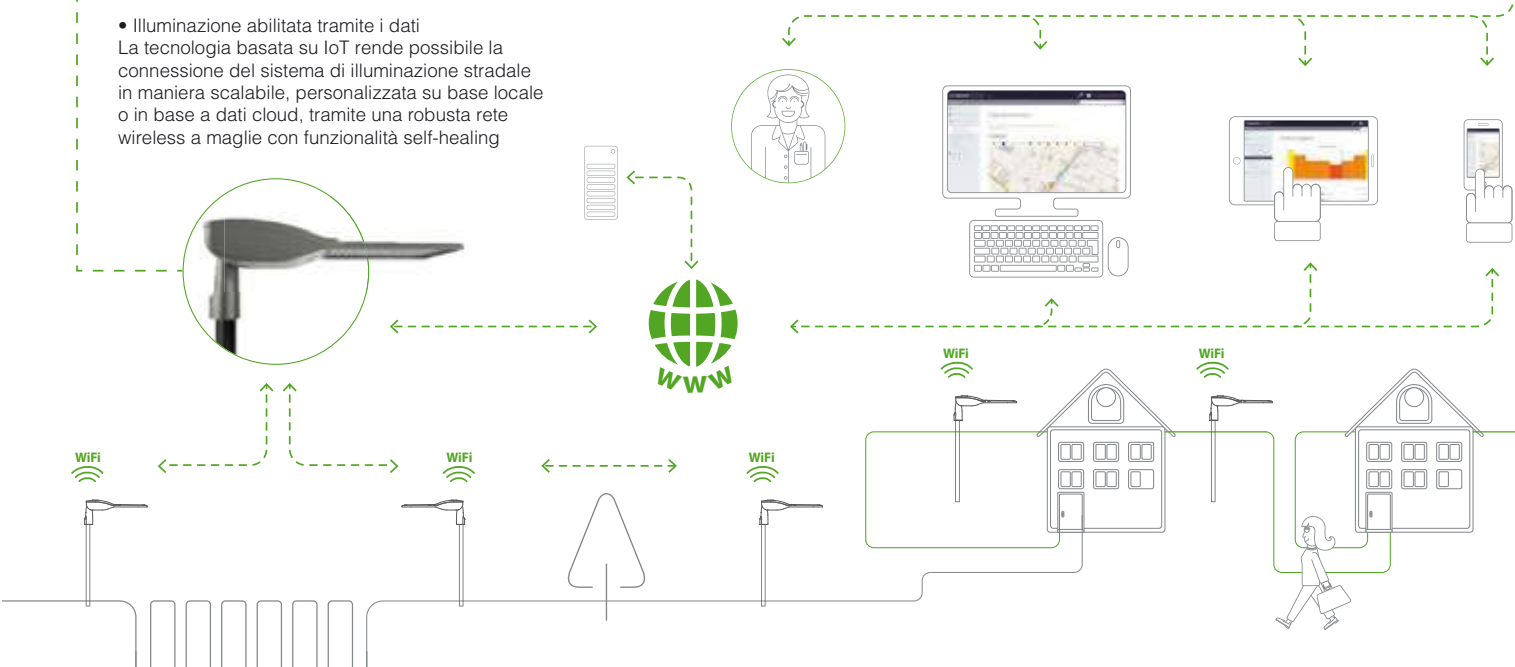 • Illuminazione abilitata tramite i dati
La tecnologia basata su IoT rende possibile la
connessione del sistema di illuminazione stradale
in maniera scalabile, personalizzata su base locale
o in base a dati cloud, tramite una robusta rete
wireless a maglie con funzionalità self-healing
www
WiFi
WiFi
WiFi
WiFi
WiFi